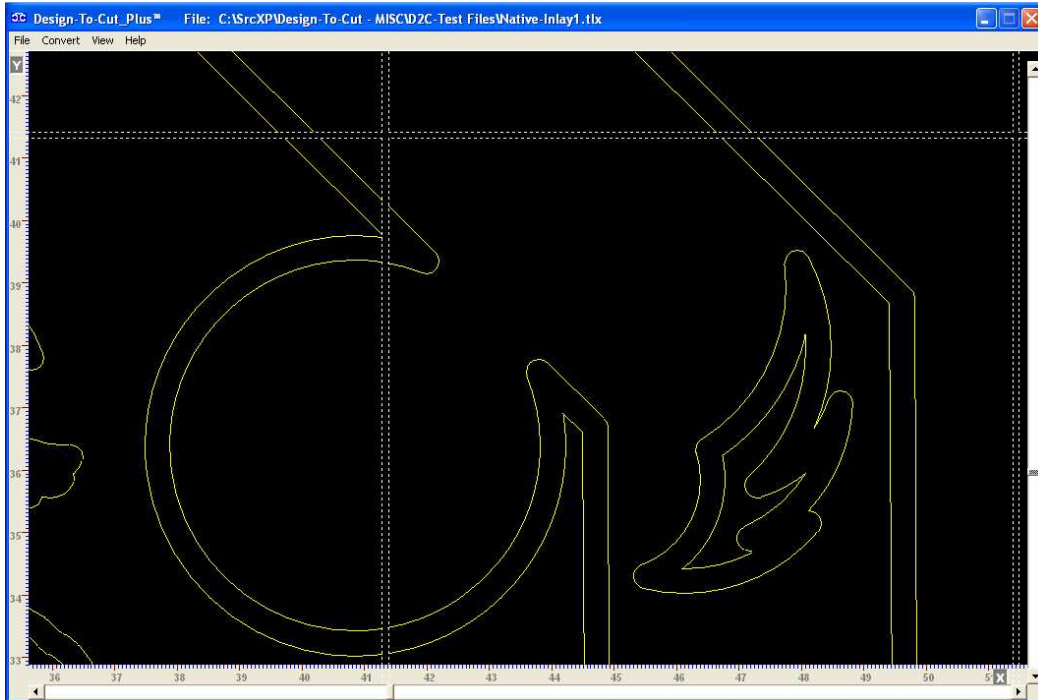 Design-To-Cut_Plus™ File: C:\SrcXP\Design-To-Cut - MISC\D2C-Test Files\Native-Inlay1.tlx
File Convert View Help
Y
42
41
40
39
38
37
36
35
34
33
36 37 38 39 40 41 42 43 44 45 46 47 48 49 50 51 X